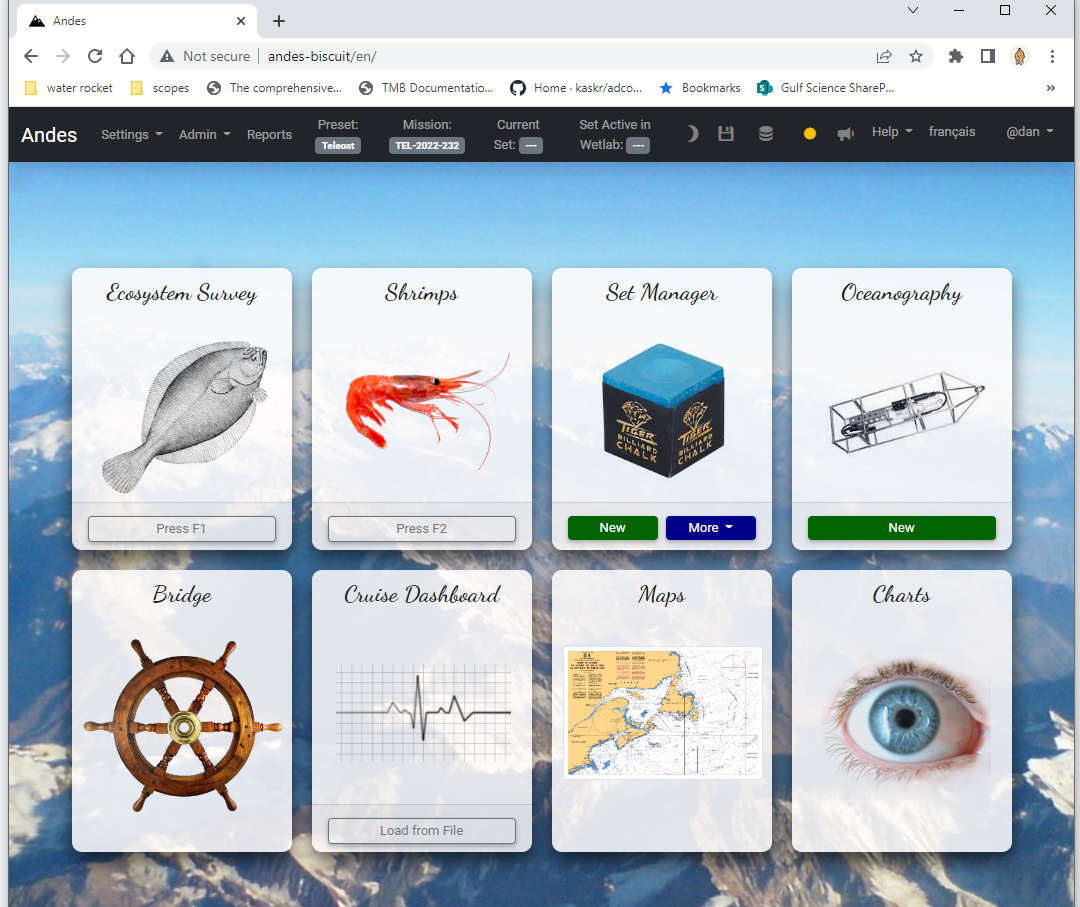 Andes
Not secure andes-biscuit/en/
water rocket scopes The comprehensive... TMB Documentatio... Home · kaskr/adco... Bookmarks Gulf Science ShareP... »
Andes Settings Admin Reports Preset: Teleost Mission: TEL-2022-232 Current Set: --- Set Active in Wetlab: --- Help français @dan
Ecosystem Survey
Shrimps
Set Manager
Oceanography
TIGER
BILLIARD
CHALK
TIGER
BILLIARD
CHALK
Press F1
Press F2
New
More
New
Bridge
Cruise Dashboard
Maps
Charts
Load from File